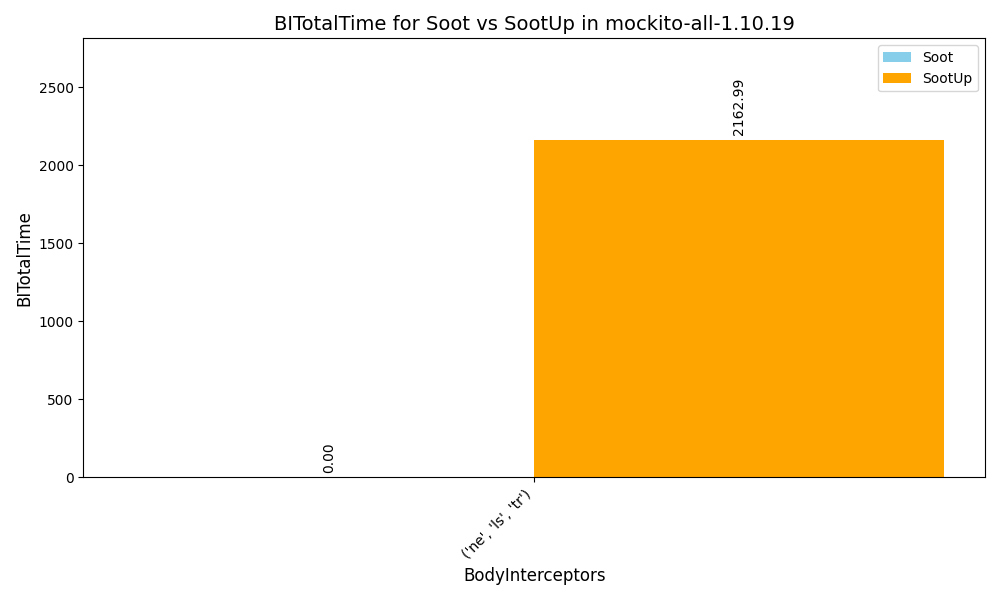 BITotalTime for Soot vs SootUp in mockito-all-1.10.19
Soot
SootUp
2500
2000
1500
1000
500
0
BITotalTime
0.00
2162.99
('ne', 'ls', 'tr')
BodyInterceptors